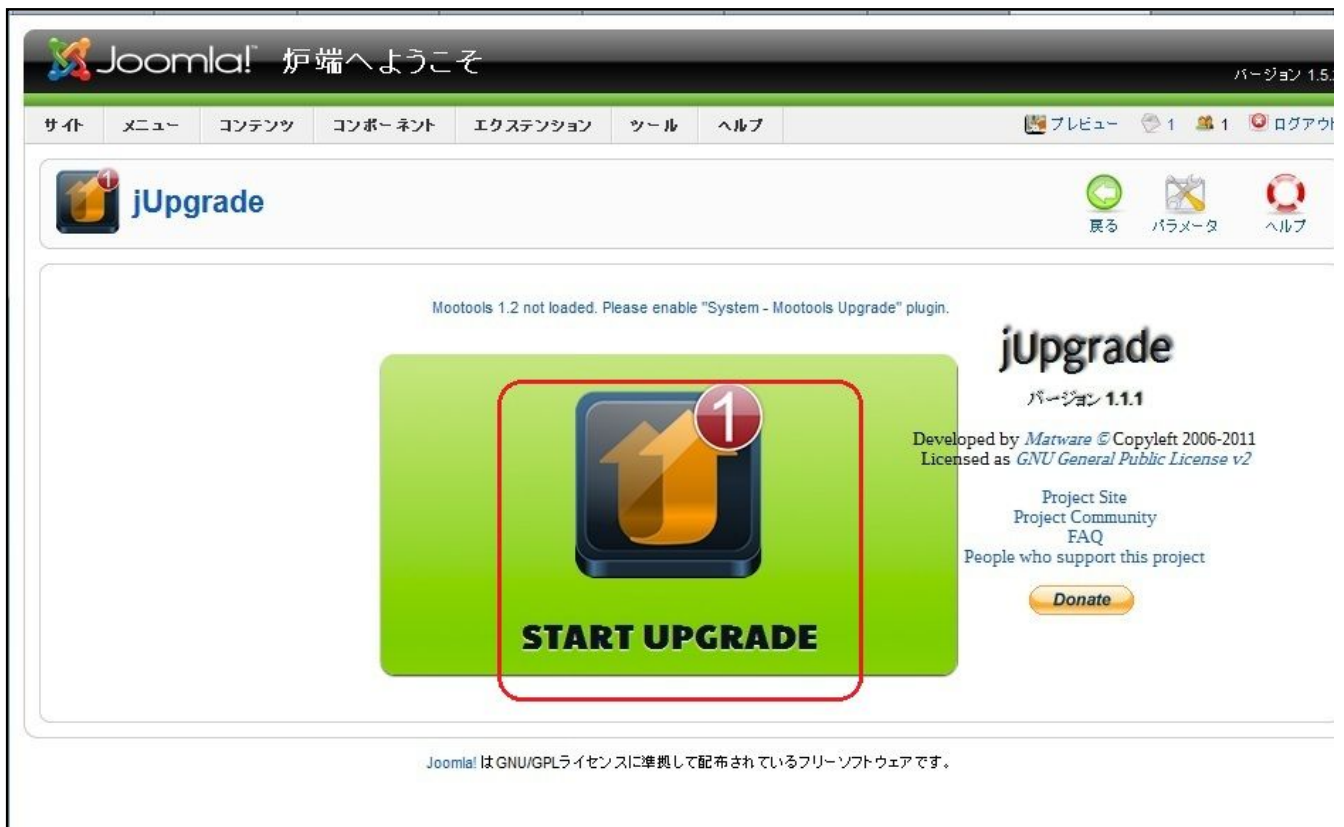 Joomla! 炉端へようこそ
バージョン 1.5.
サイト メニュー コンテンツ コンポーネント エクステンション ツール ヘルプ プレビュー 1 1 ログアウト
1
jUpgrade
戻る パラメータ ヘルプ
Mootools 1.2 not loaded. Please enable "System - Mootools Upgrade" plugin.
jUpgrade
バージョン 1.1.1
Developed by Matware © Copyleft 2006-2011
Licensed as GNU General Public License v2
Project Site
Project Community
FAQ
People who support this project
Donate
1
START UPGRADE
Joomla! は GNU/GPLライセンスに準拠して配布されているフリーソフトウェアです。